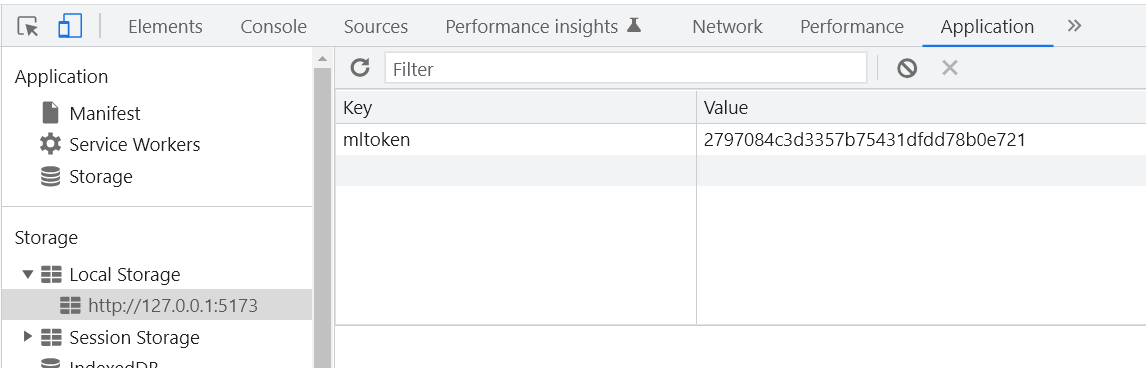 Elements Console Sources Performance insights Network Performance Application
Application
Manifest
Service Workers
Storage
Storage
Local Storage
http://127.0.0.1:5173
Session Storage
IndexedDB
Filter
Key Value
mltoken 2797084c3d3357b75431dfdd78b0e721